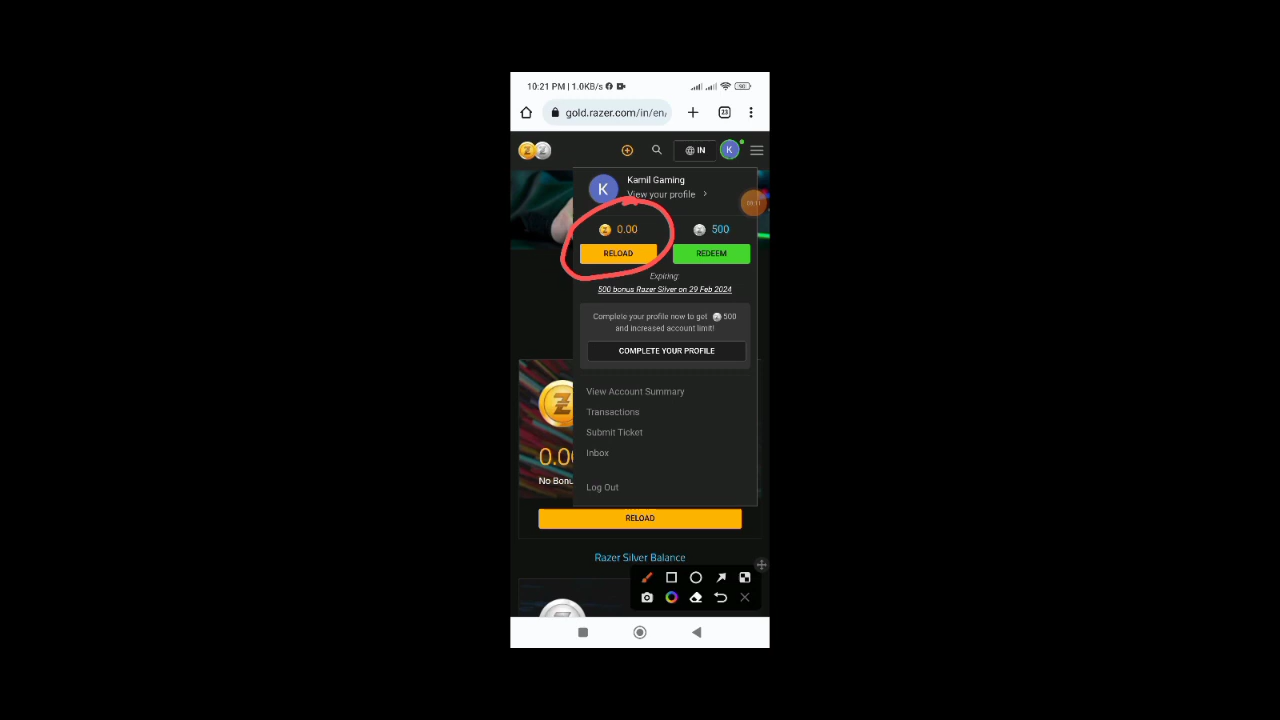 10:21 PM | 1.0KB/s
gold.razer.com/in/en/
23
IN
K
K
Kamil Gaming
View your profile
0.00
500
RELOAD
REDEEM
Expiring:
500 bonus Razer Silver on 29 Feb 2024
Complete your profile now to get 500
and increased account limit!
COMPLETE YOUR PROFILE
View Account Summary
Transactions
Submit Ticket
0.0
Inbox
No Bonu
Log Out
RELOAD
Razer Silver Balance